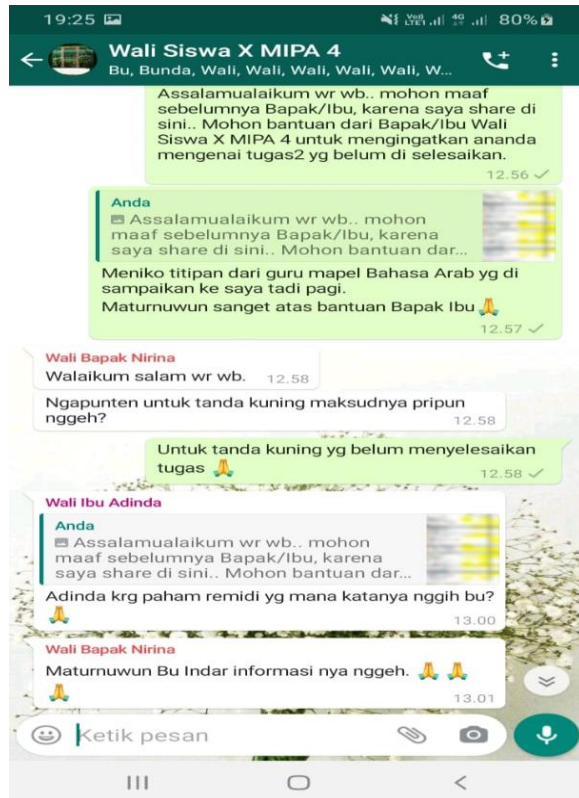 19:25 80%
Wali Siswa X MIPA 4
Bu, Bunda, Wali, Wali, Wali, Wali, Wali, W...
Assalamualaikum wr wb.. mohon maaf
sebelumnya Bapak/Ibu, karena saya share di
sini.. Mohon bantuan dari Bapak/Ibu Wali
Siswa X MIPA 4 untuk mengingatkan ananda
mengenai tugas2 yg belum di selesaikan.
12.56
Anda
Assalamualaikum wr wb.. mohon
maaf sebelumnya Bapak/Ibu, karena
saya share di sini.. Mohon bantuan dar...
Meniko titipan dari guru mapel Bahasa Arab yg di
sampaikan ke saya tadi pagi.
Maturnuwun sanget atas bantuan Bapak Ibu 🙏
12.57
Wali Bapak Nirina
Walaikum salam wr wb. 12.58
Ngapunten untuk tanda kuning maksudnya pripun
nggeh?
12.58
Untuk tanda kuning yg belum menyelesaikan
tugas 🙏
12.58
Wali Ibu Adinda
Anda
Assalamualaikum wr wb.. mohon
maaf sebelumnya Bapak/Ibu, karena
saya share di sini.. Mohon bantuan dar...
Adinda krg paham remidi yg mana katanya nggih bu?
🙏
13.00
Wali Bapak Nirina
Maturnuwun Bu Indar informasi nya nggeh. 🙏 🙏
🙏
13.01
Ketik pesan